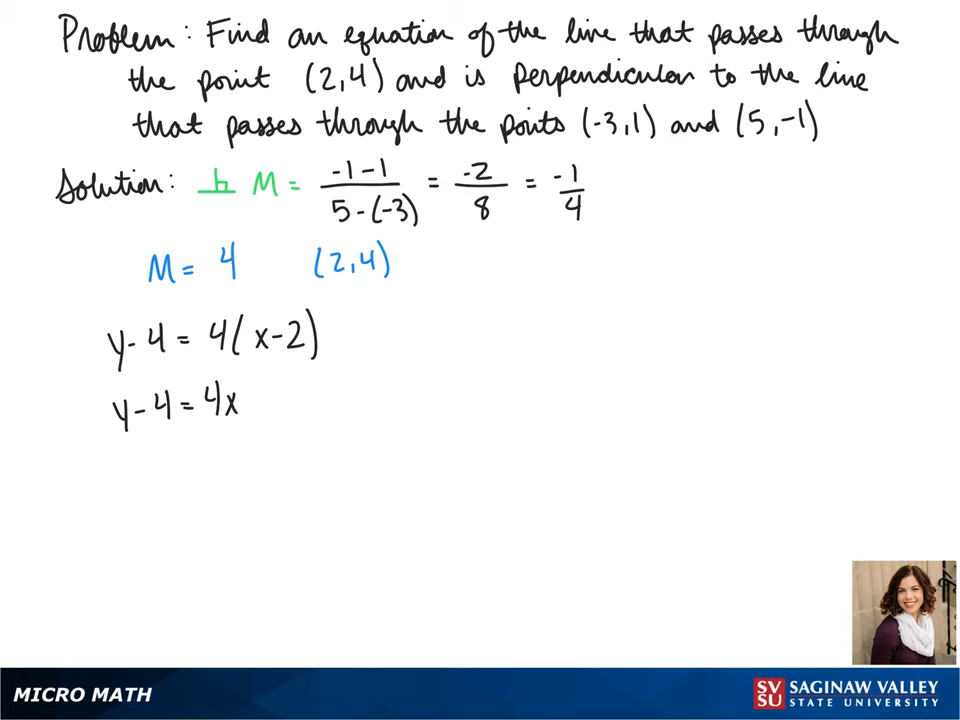 Problem: Find an equation of the line that passes through
the point (2,4) and is perpendicular to the line
that passes through the points (-3,1) and (5,-1)
Solution: M = -1-1 / 5-(-3) = -2/8 = -1/4
M = 4 (2,4)
y-4 = 4(x-2)
y-4 = 4x
MICRO MATH
SV SU SAGINAW VALLEY
STATE UNIVERSITY